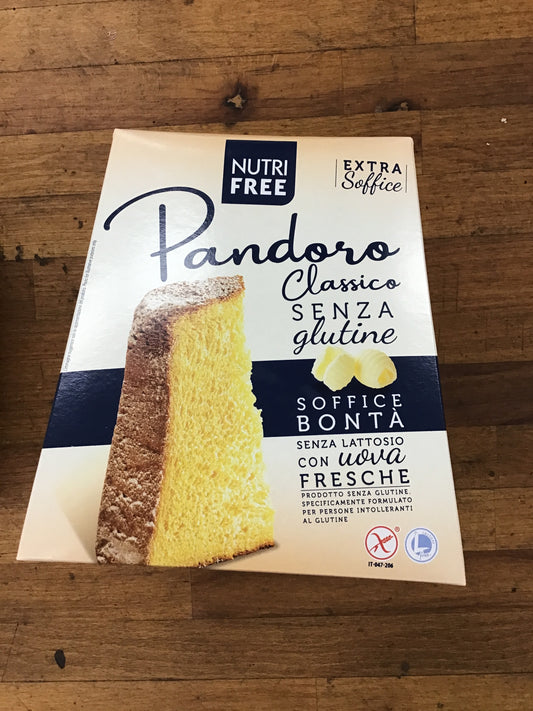 NUTRI
FREE
EXTRA
Soffice
Pandoro
Classico
SENZA
glutine
SOFFICE
BONTÀ
SENZA LATTOSIO
CON uova
FRESCHE
PRODOTTO SENZA GLUTINE,
SPECIFICAMENTE FORMULATO
PER PERSONE INTOLLERANTI
AL GLUTINE
®
IT-047-206